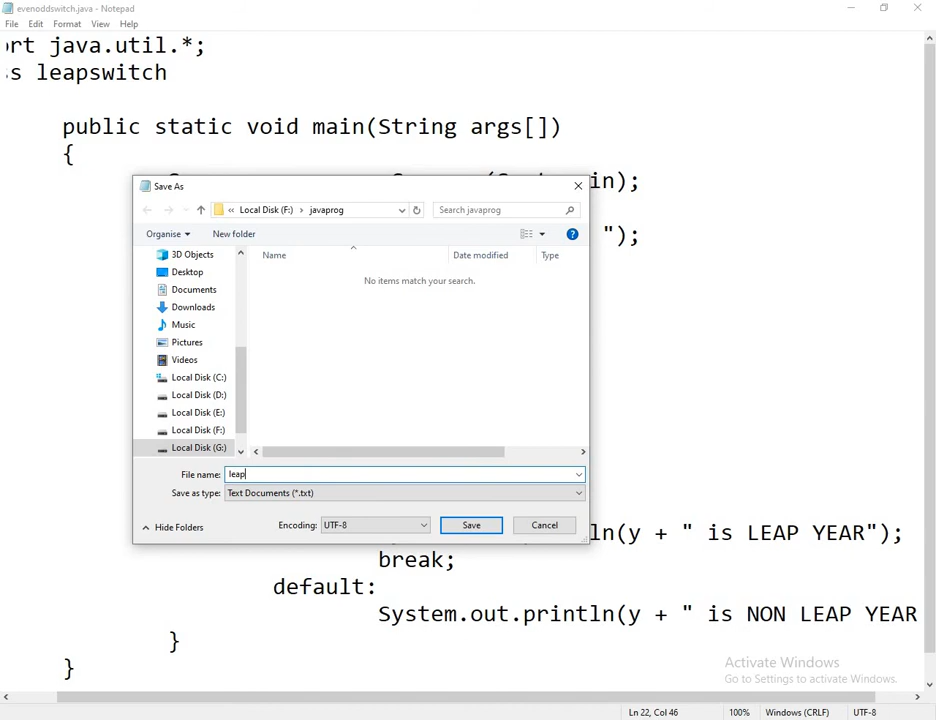 evenoddswitch.java - Notepad
File Edit Format View Help
rt java.util.*;
s leapswitch
public static void main(String args[])
{
in);
");
Save As
« Local Disk (F:) › javaprog
Search javaprog
Organise
New folder
Name
Date modified
Type
No items match your search.
3D Objects
Desktop
Documents
Downloads
Music
Pictures
Videos
Local Disk (C:)
Local Disk (D:)
Local Disk (E:)
Local Disk (F:)
Local Disk (G:)
File name: leap
Save as type: Text Documents (*.txt)
Hide Folders
Encoding: UTF-8
Save
Cancel
ln(y + " is LEAP YEAR");
break;
default:
System.out.println(y + " is NON LEAP YEAR
}
}
Activate Windows
Go to Settings to activate Windows.
Ln 22, Col 46
100%
Windows (CRLF)
UTF-8